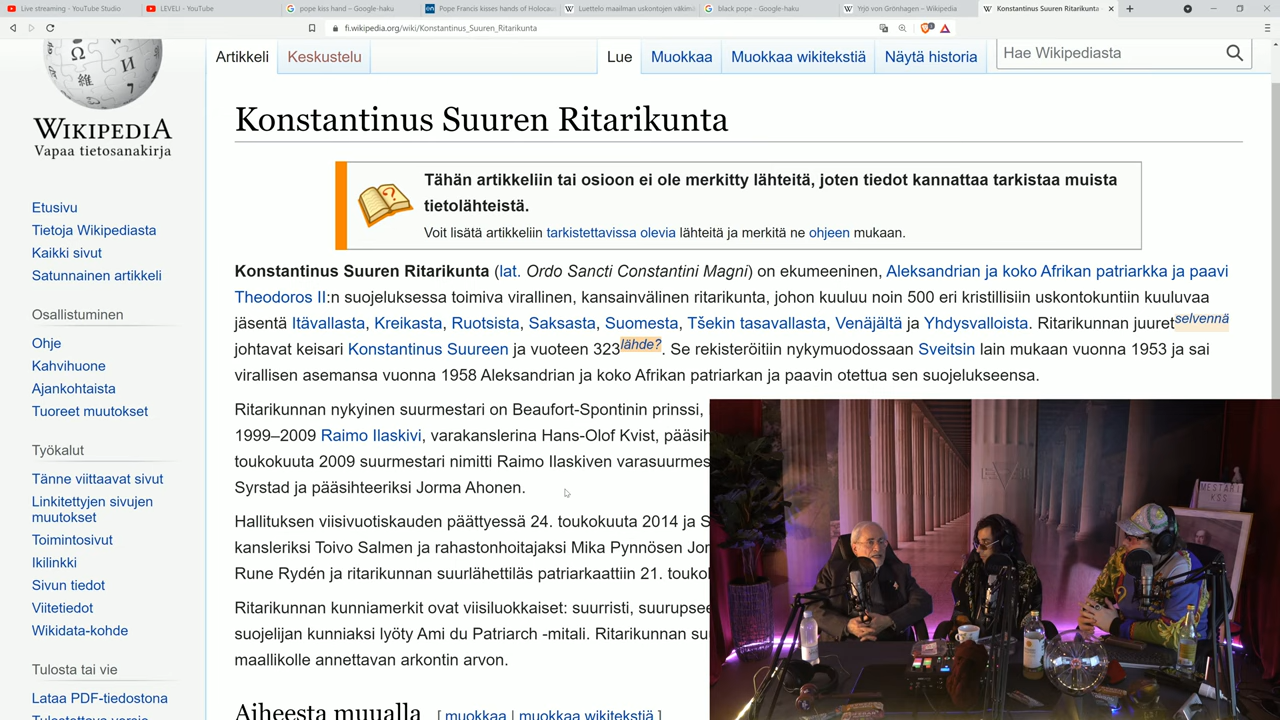 Live streaming - YouTube Studio
LEVELI - YouTube
pope kiss hand – Google-haku
Pope Francis kisses hands of Holocau
Luettelo maailman uskontojen väkim
black pope - Google-haku
Yrjö von Grönhagen – Wikipedia
Konstantinus Suuren Ritarikunta
fi.wikipedia.org/wiki/Konstantinus_Suuren_Ritarikunta
WIKIPEDIA
Vapaa tietosanakirja
Artikkeli
Keskustelu
Lue
Muokkaa
Muokkaa wikitekstiä
Näytä historia
Hae Wikipediasta
Etusivu
Tietoja Wikipediasta
Kaikki sivut
Satunnainen artikkeli
Osallistuminen
Ohje
Kahvihuone
Ajankohtaista
Tuoreet muutokset
Työkalut
Tänne viittaavat sivut
Linkitettyjen sivujen
muutokset
Toimintosivut
Ikilinkki
Sivun tiedot
Viitetiedot
Wikidata-kohde
Tulosta tai vie
Lataa PDF-tiedostona
Tulostettava versio
Konstantinus Suuren Ritarikunta
Tähän artikkeliin tai osioon ei ole merkitty lähteitä, joten tiedot kannattaa tarkistaa muista
tietolähteistä.
Voit lisätä artikkeliin tarkistettavissa olevia lähteitä ja merkitä ne ohjeen mukaan.
Konstantinus Suuren Ritarikunta (lat. Ordo Sancti Constantini Magni) on ekumeeninen, Aleksandrian ja koko Afrikan patriarkka ja paavi
Theodoros II:n suojeluksessa toimiva virallinen, kansainvälinen ritarikunta, johon kuuluu noin 500 eri kristillisiin uskontokuntiin kuuluvaa
jäsentä Itävallasta, Kreikasta, Ruotsista, Saksasta, Suomesta, Tšekin tasavallasta, Venäjältä ja Yhdysvalloista. Ritarikunnan juuret selvennä
johtavat keisari Konstantinus Suureen ja vuoteen 323 lähde?. Se rekisteröitiin nykymuodossaan Sveitsin lain mukaan vuonna 1953 ja sai
virallisen asemansa vuonna 1958 Aleksandrian ja koko Afrikan patriarkan ja paavin otettua sen suojelukseensa.
Ritarikunnan nykyinen suurmestari on Beaufort-Spontinin prinssi,
1999–2009 Raimo Ilaskivi, varakanslerina Hans-Olof Kvist, pääsih
toukokuuta 2009 suurmestari nimitti Raimo Ilaskiven varasuurmes
Syrstad ja pääsihteeriksi Jorma Ahonen.
Hallituksen viisivuotiskauden päättyessä 24. toukokuuta 2014 ja S
kansleriksi Toivo Salmen ja rahastonhoitajaksi Mika Pynnösen Jor
Rune Rydén ja ritarikunnan suurlähettiläs patriarkaattiin 21. touko
Ritarikunnan kunniamerkit ovat viisiluokkaiset: suurristi, suurupsee
suojelijan kunniaksi lyöty Ami du Patriarch -mitali. Ritarikunnan su
maallikolle annettavan arkontin arvon.
Aiheesta muualla [ muokkaa | muokkaa wikitekstiä ]
MESTARI
KSS